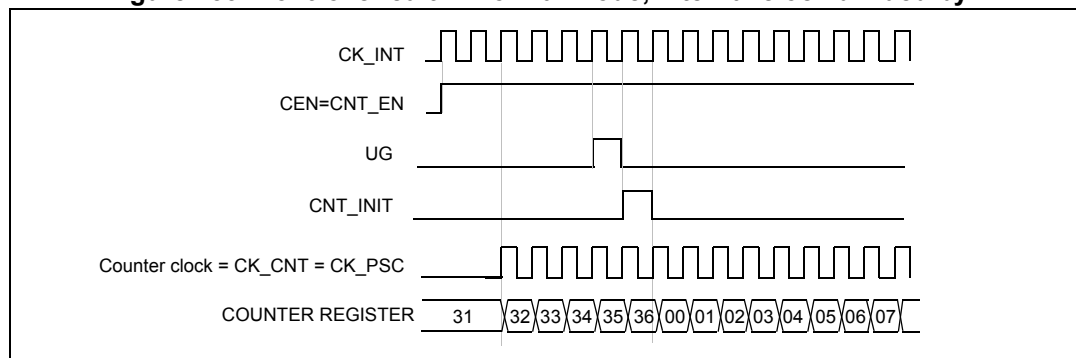 CK_INT
CEN=CNT_EN
UG
CNT_INIT
Counter clock = CK_CNT = CK_PSC
COUNTER REGISTER 31 32 33 34 35 36 00 01 02 03 04 05 06 07